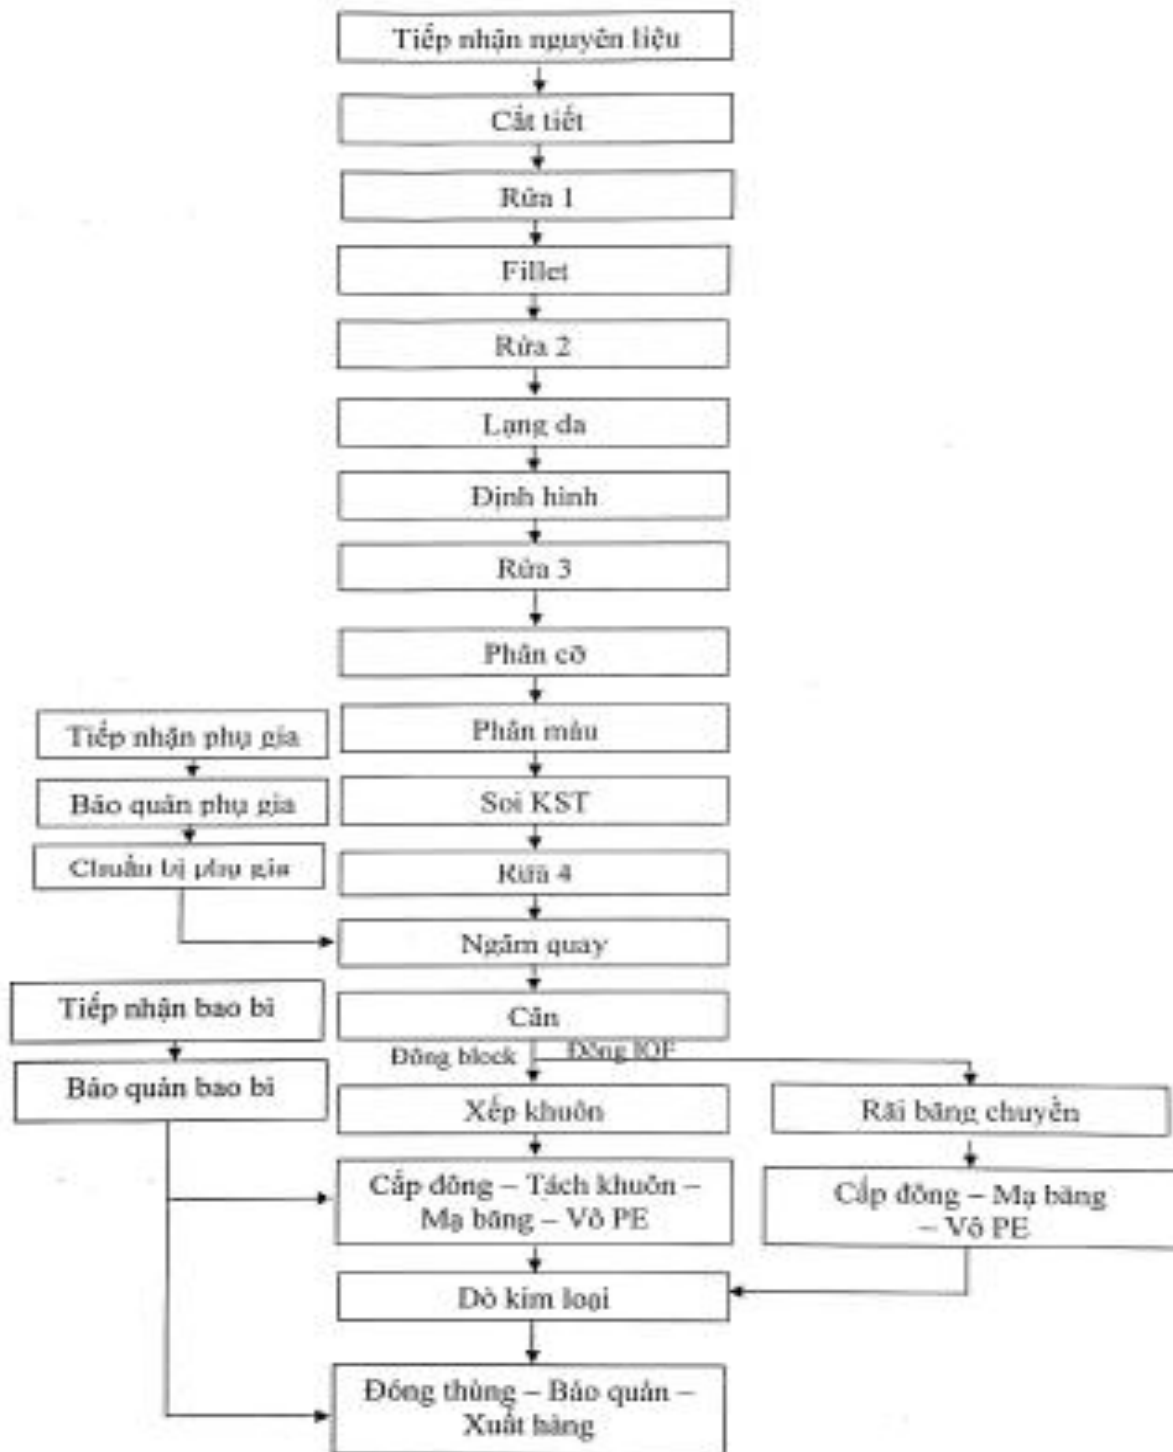 Tiếp nhận nguyên liệu
Cắt tiết
Rửa 1
Fillet
Rửa 2
Lạng da
Định hình
Rửa 3
Phân cỡ
Phân màu
Soi KST
Rửa 4
Tiếp nhận phụ gia
Bảo quản phụ gia
Chuẩn bị phụ gia
Ngâm quay
Cân
Tiếp nhận bao bì
Bảo quản bao bì
Đông block
Đông IQF
Xếp khuôn
Rãi băng chuyền
Cấp đông – Tách khuôn –
Mạ băng – Vô PE
Cấp đông – Mạ băng
– Vô PE
Dò kim loại
Đóng thùng – Bảo quản –
Xuất hàng